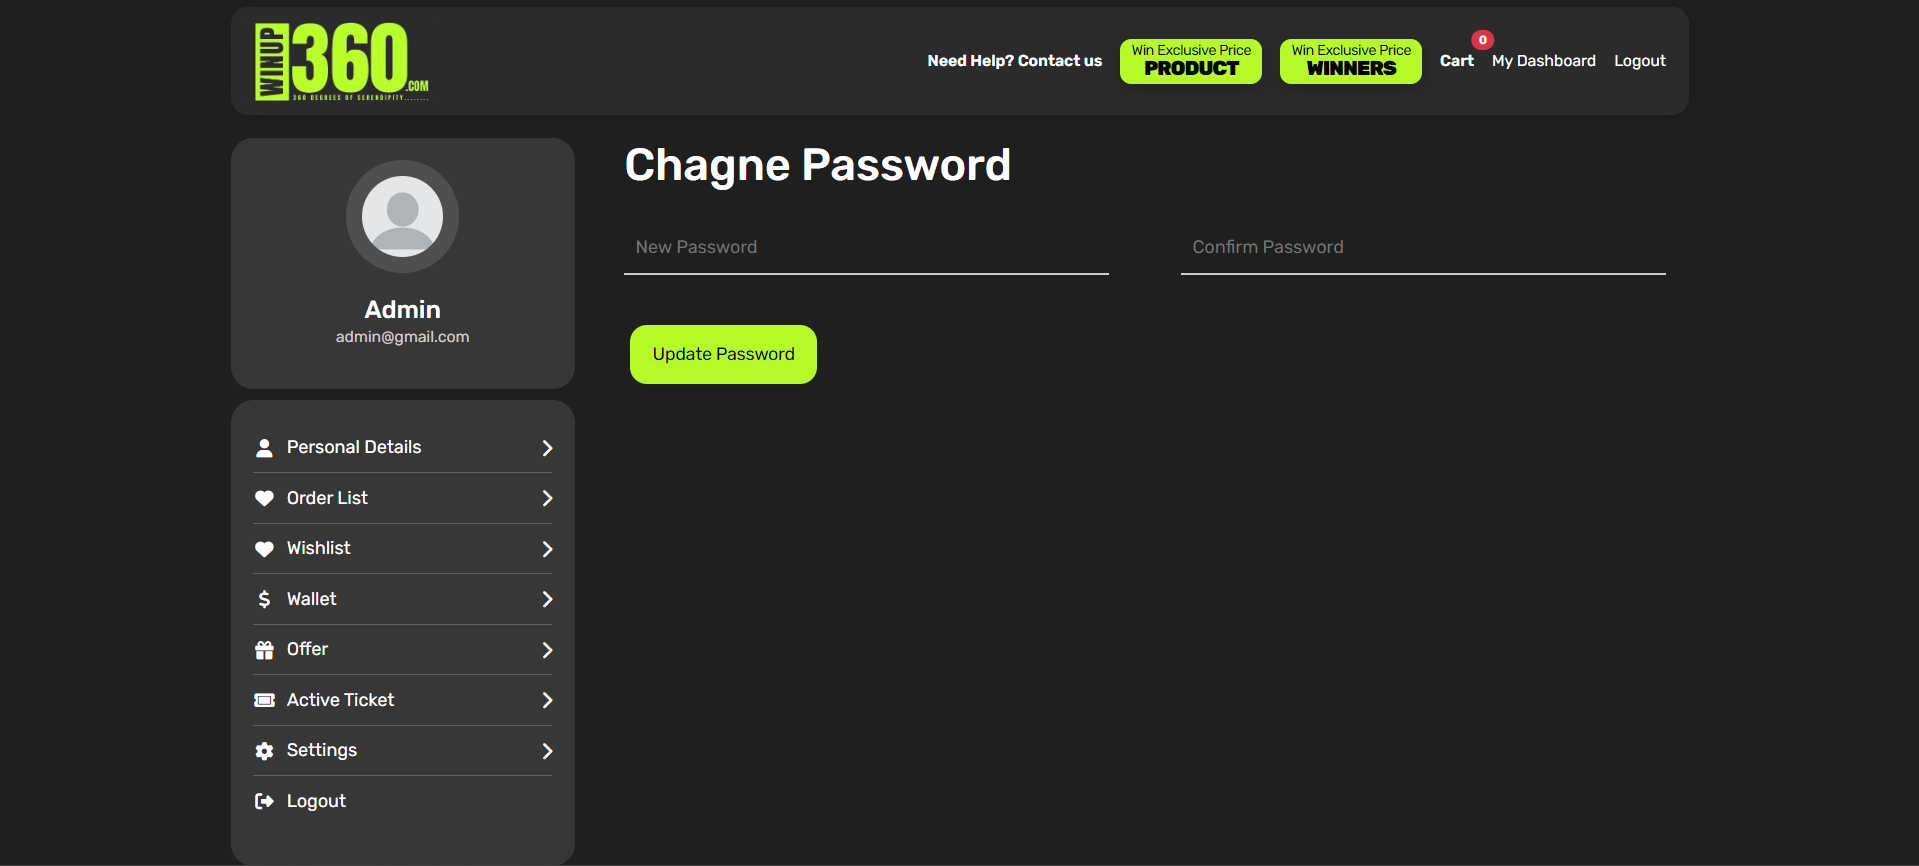 WINUP
360
.COM
360 DEGREES OF SERENDIPITY........
Need Help? Contact us
Win Exclusive Price
PRODUCT
Win Exclusive Price
WINNERS
Cart
0
My Dashboard
Logout
Admin
admin@gmail.com
Personal Details
Order List
Wishlist
Wallet
Offer
Active Ticket
Settings
Logout
Chagne Password
New Password
Confirm Password
Update Password